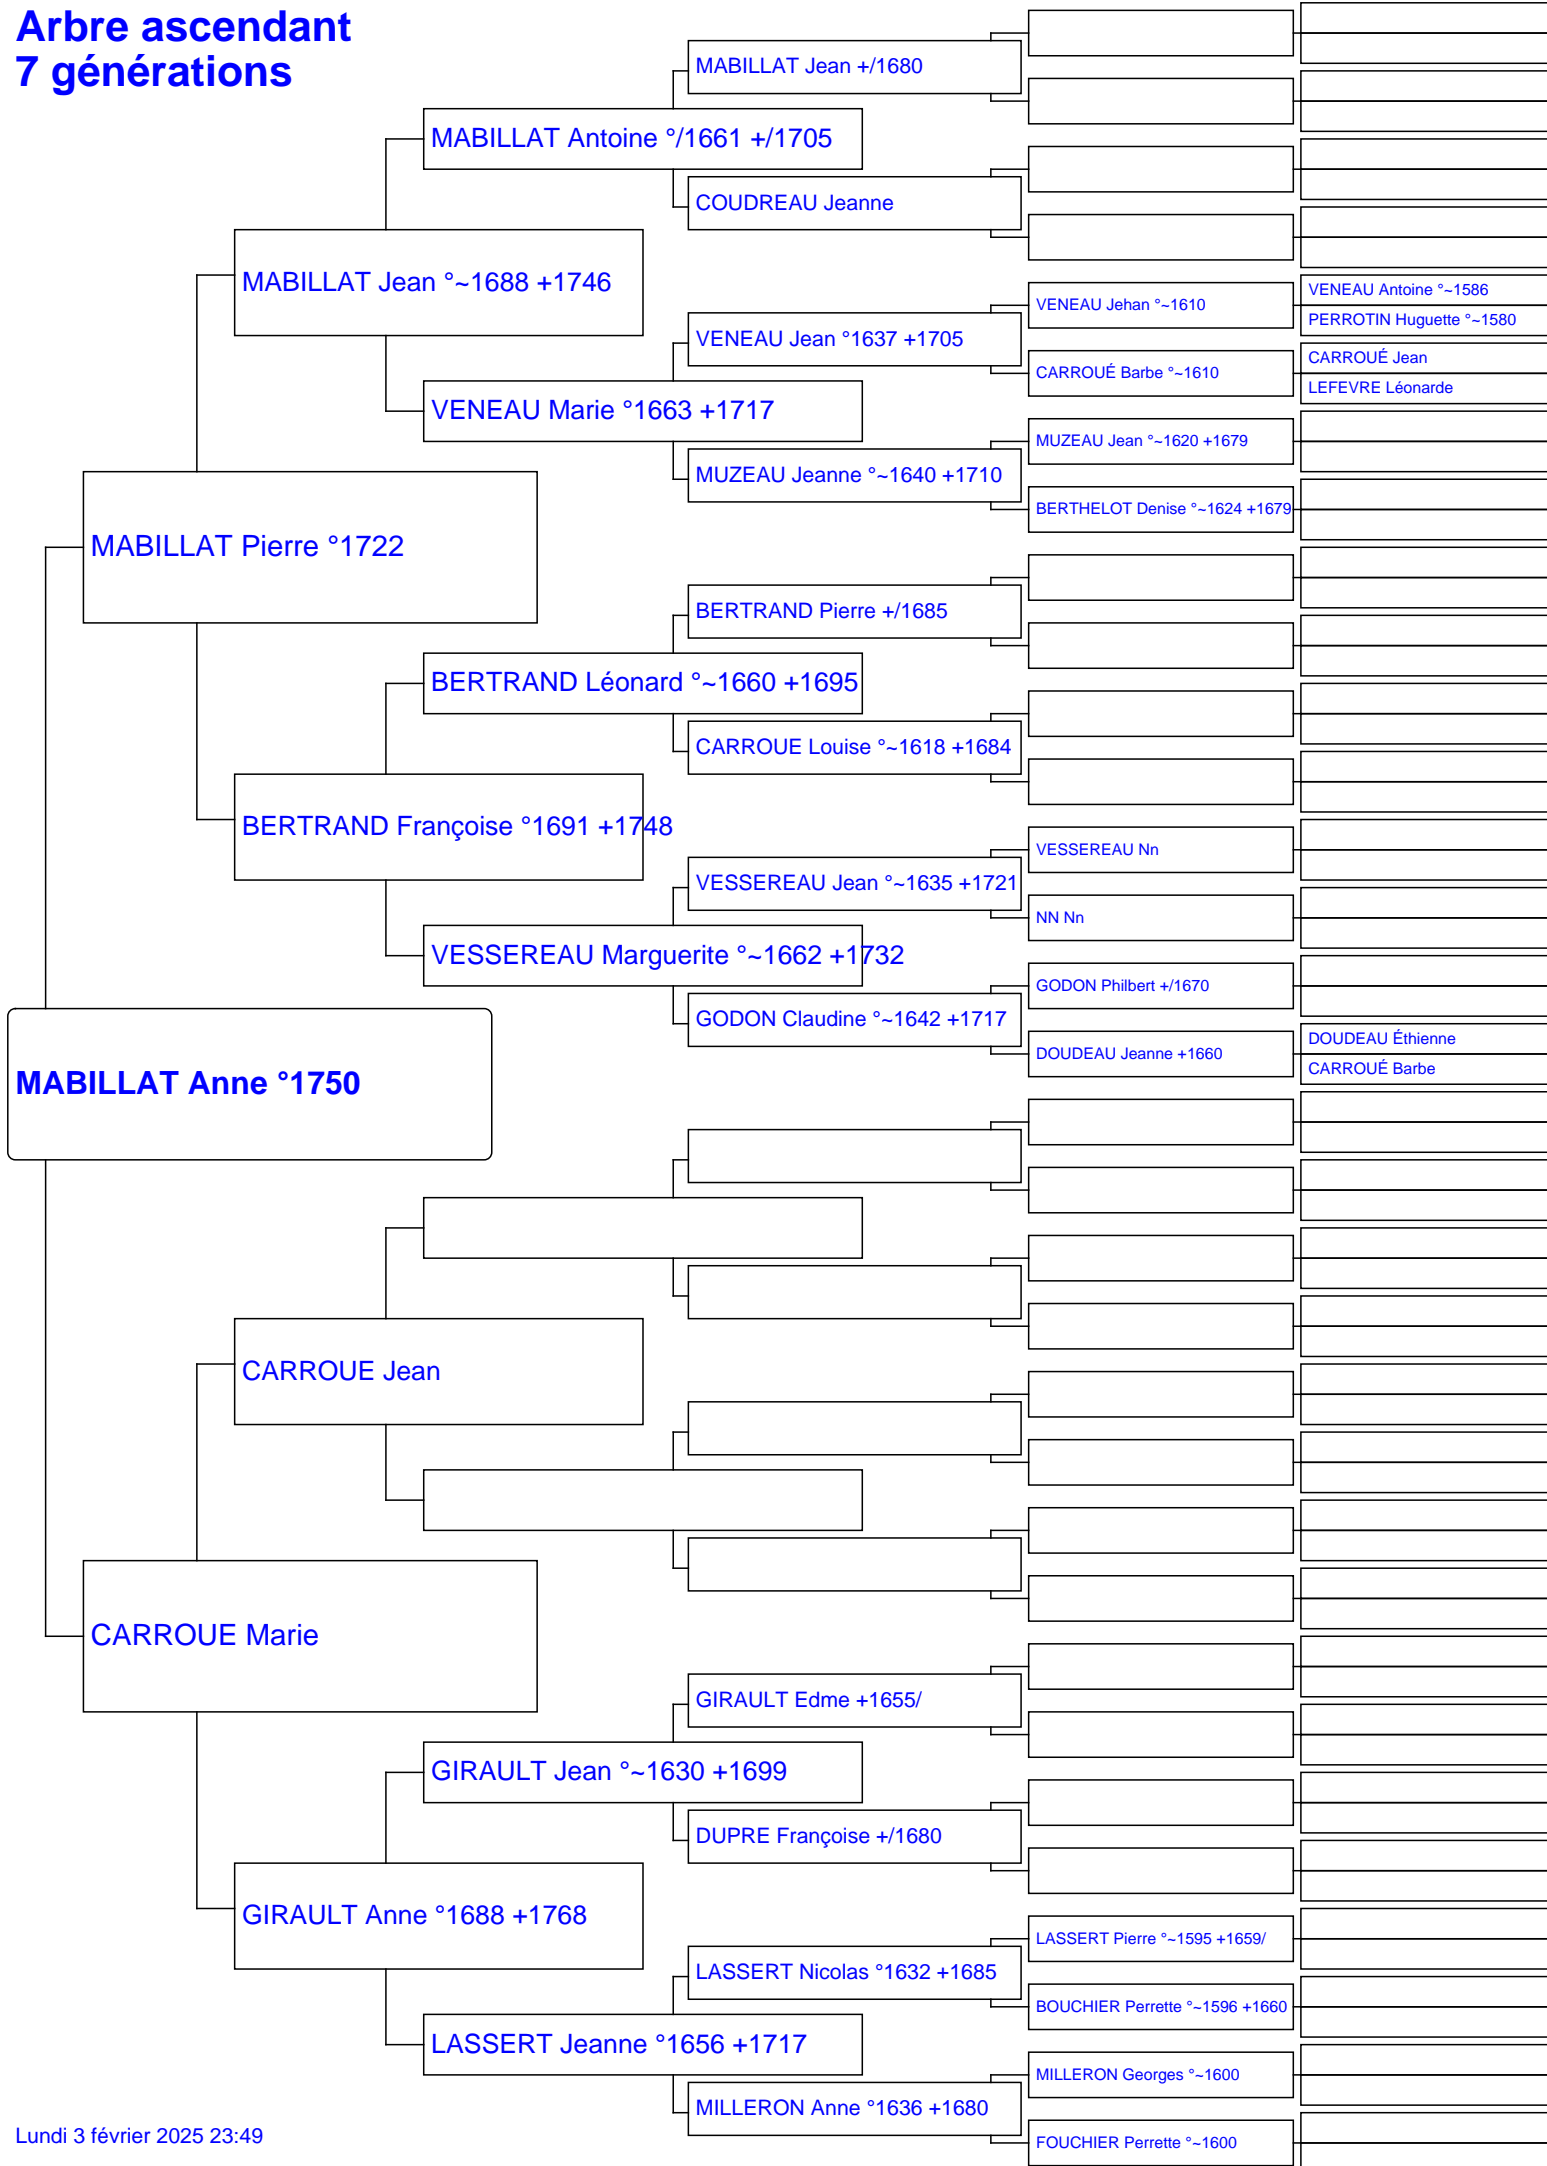 Arbre ascendant
7 générations
MABILLAT Jean +/1680
MABILLAT Antoine °/1661 +/1705
COUDREAU Jeanne
MABILLAT Jean °~1688 +1746
VENEAU Antoine °~1586
VENEAU Jehan °~1610
PERROTIN Huguette °~1580
VENEAU Jean °1637 +1705
CARROUÉ Jean
CARROUÉ Barbe °~1610
LEFEVRE Léonarde
VENEAU Marie °1663 +1717
MUZEAU Jean °~1620 +1679
MUZEAU Jeanne °~1640 +1710
BERTHELOT Denise °~1624 +1679
MABILLAT Pierre °1722
BERTRAND Pierre +/1685
BERTRAND Léonard °~1660 +1695
CARROUE Louise °~1618 +1684
BERTRAND Françoise °1691 +1748
VESSEREAU Nn
VESSEREAU Jean °~1635 +1721
NN Nn
VESSEREAU Marguerite °~1662 +1732
GODON Philbert +/1670
GODON Claudine °~1642 +1717
DOUDEAU Éthienne
DOUDEAU Jeanne +1660
CARROUÉ Barbe
MABILLAT Anne °1750
CARROUE Jean
CARROUE Marie
GIRAULT Edme +1655/
GIRAULT Jean °~1630 +1699
DUPRE Françoise +/1680
GIRAULT Anne °1688 +1768
LASSERT Pierre °~1595 +1659/
LASSERT Nicolas °1632 +1685
BOUCHIER Perrette °~1596 +1660
LASSERT Jeanne °1656 +1717
MILLERON Georges °~1600
MILLERON Anne °1636 +1680
FOUCHIER Perrette °~1600
Lundi 3 février 2025 23:49